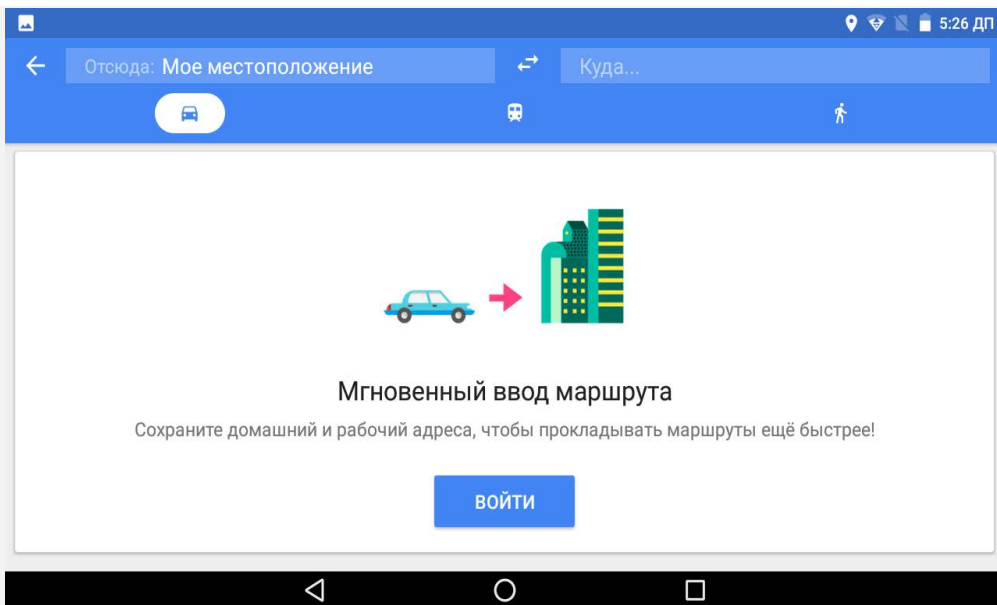 5:26 ДП
Отсюда: Мое местоположение
Куда...
Мгновенный ввод маршрута
Сохраните домашний и рабочий адреса, чтобы прокладывать маршруты ещё быстрее!
ВОЙТИ